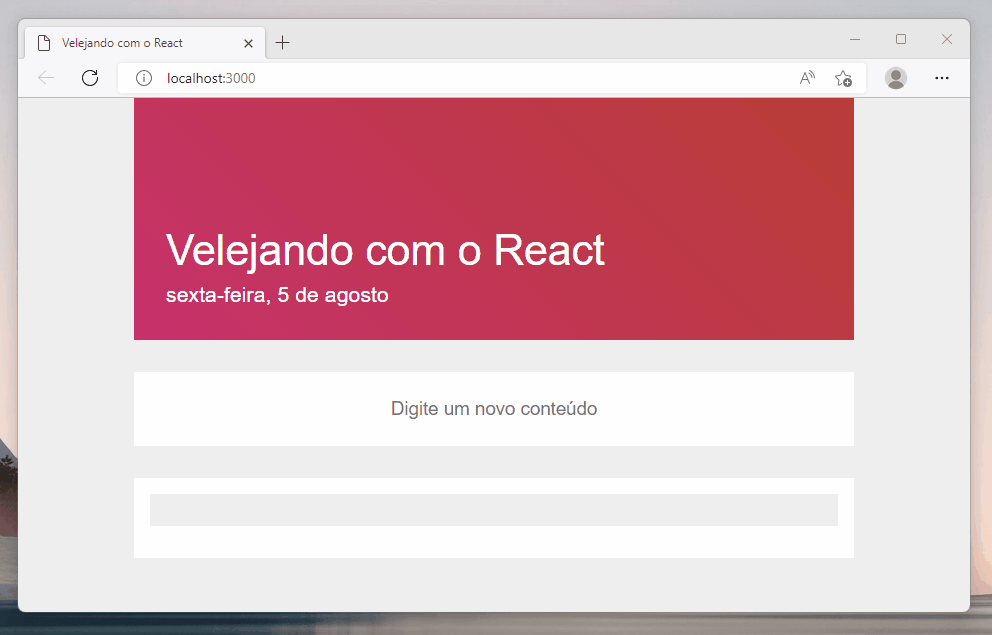 Velejando com o React
localhost:3000
Velejando com o React
sexta-feira, 5 de agosto
Digite um novo conteúdo